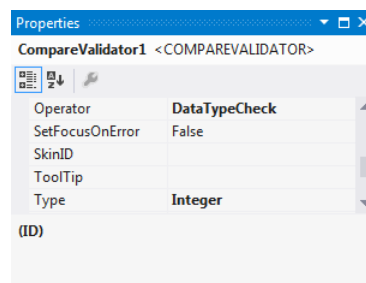 Properties
CompareValidator1 <COMPAREVALIDATOR>
Operator DataTypeCheck
SetFocusOnError False
SkinID
ToolTip
Type Integer
(ID)